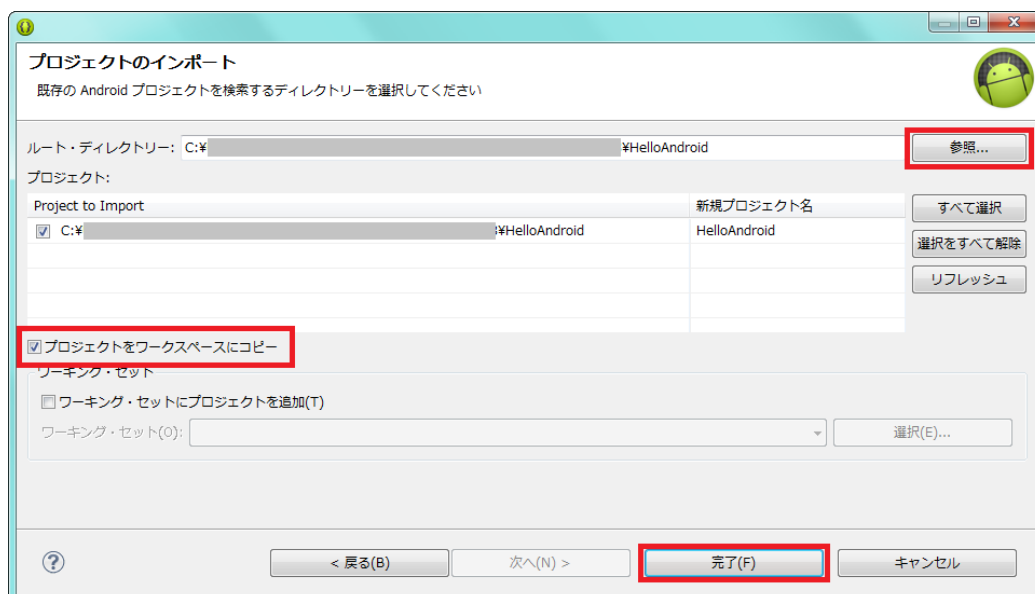 プロジェクトのインポート
既存の Android プロジェクトを検索するディレクトリーを選択してください
ルート・ディレクトリー: C:¥ ¥HelloAndroid 参照...
プロジェクト:
Project to Import 新規プロジェクト名 すべて選択
C:¥ ¥HelloAndroid HelloAndroid 選択をすべて解除
リフレッシュ
プロジェクトをワークスペースにコピー
ワーキング・セット
ワーキング・セットにプロジェクトを追加(T)
ワーキング・セット(O): 選択(E)...
? < 戻る(B) 次へ(N) > 完了(F) キャンセル